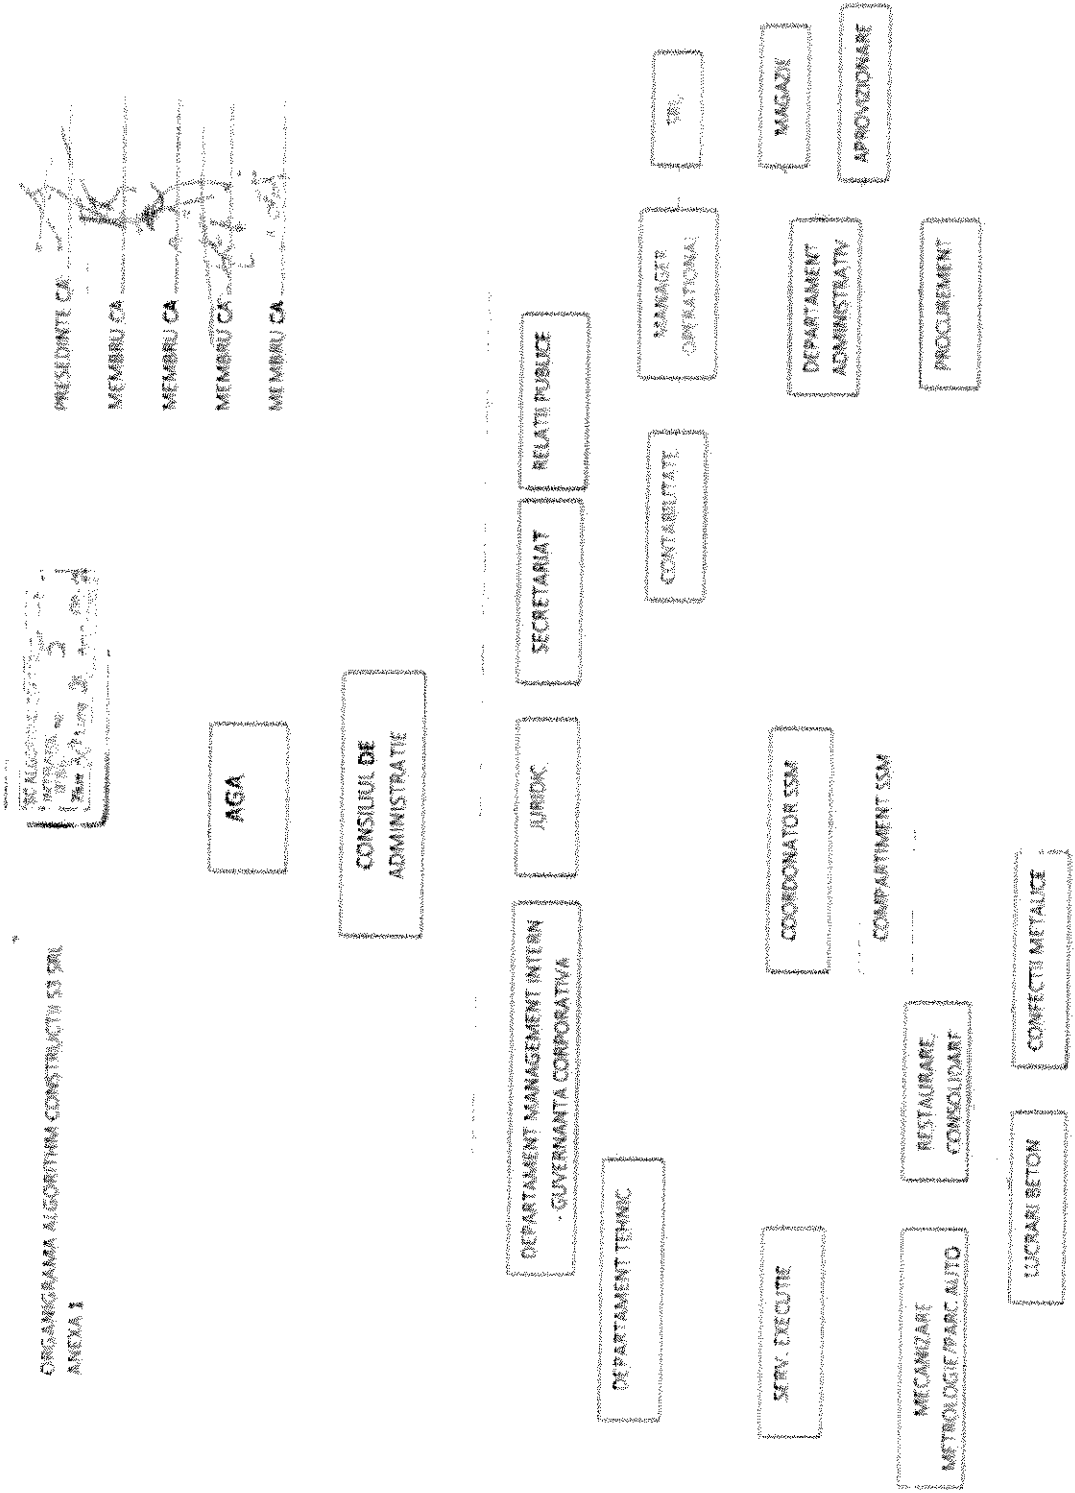 ORGANIGRAMA ALGORITHM CONSTRUCTII S3 SRL
ANEXA 1
PRESEDINTE CA
MEMBRU CA
MEMBRU CA
MEMBRU CA
MEMBRU CA
AGA
CONSILIUL DE
ADMINISTRATIE
DEPARTAMENT MANAGEMENT INTERN
- GUVERNANTA CORPORATIVA
JURIDIC
SECRETARIAT
RELATII PUBLICE
DEPARTAMENT TEHNIC
CONTABILITATE
MANAGER
OPERATIONAL
SERV. EXECUTIE
COORDONATOR SSM
DEPARTAMENT
ADMINISTRATIV
MAGAZIE
APROVIZIONARE
COMPARTIMENT SSM
MECANIZARE
METROLOGIE/PARC AUTO
RESTAURARE,
CONSOLIDARE
PROCUREMENT
LUCRARI BETON
CONFECTII METALICE